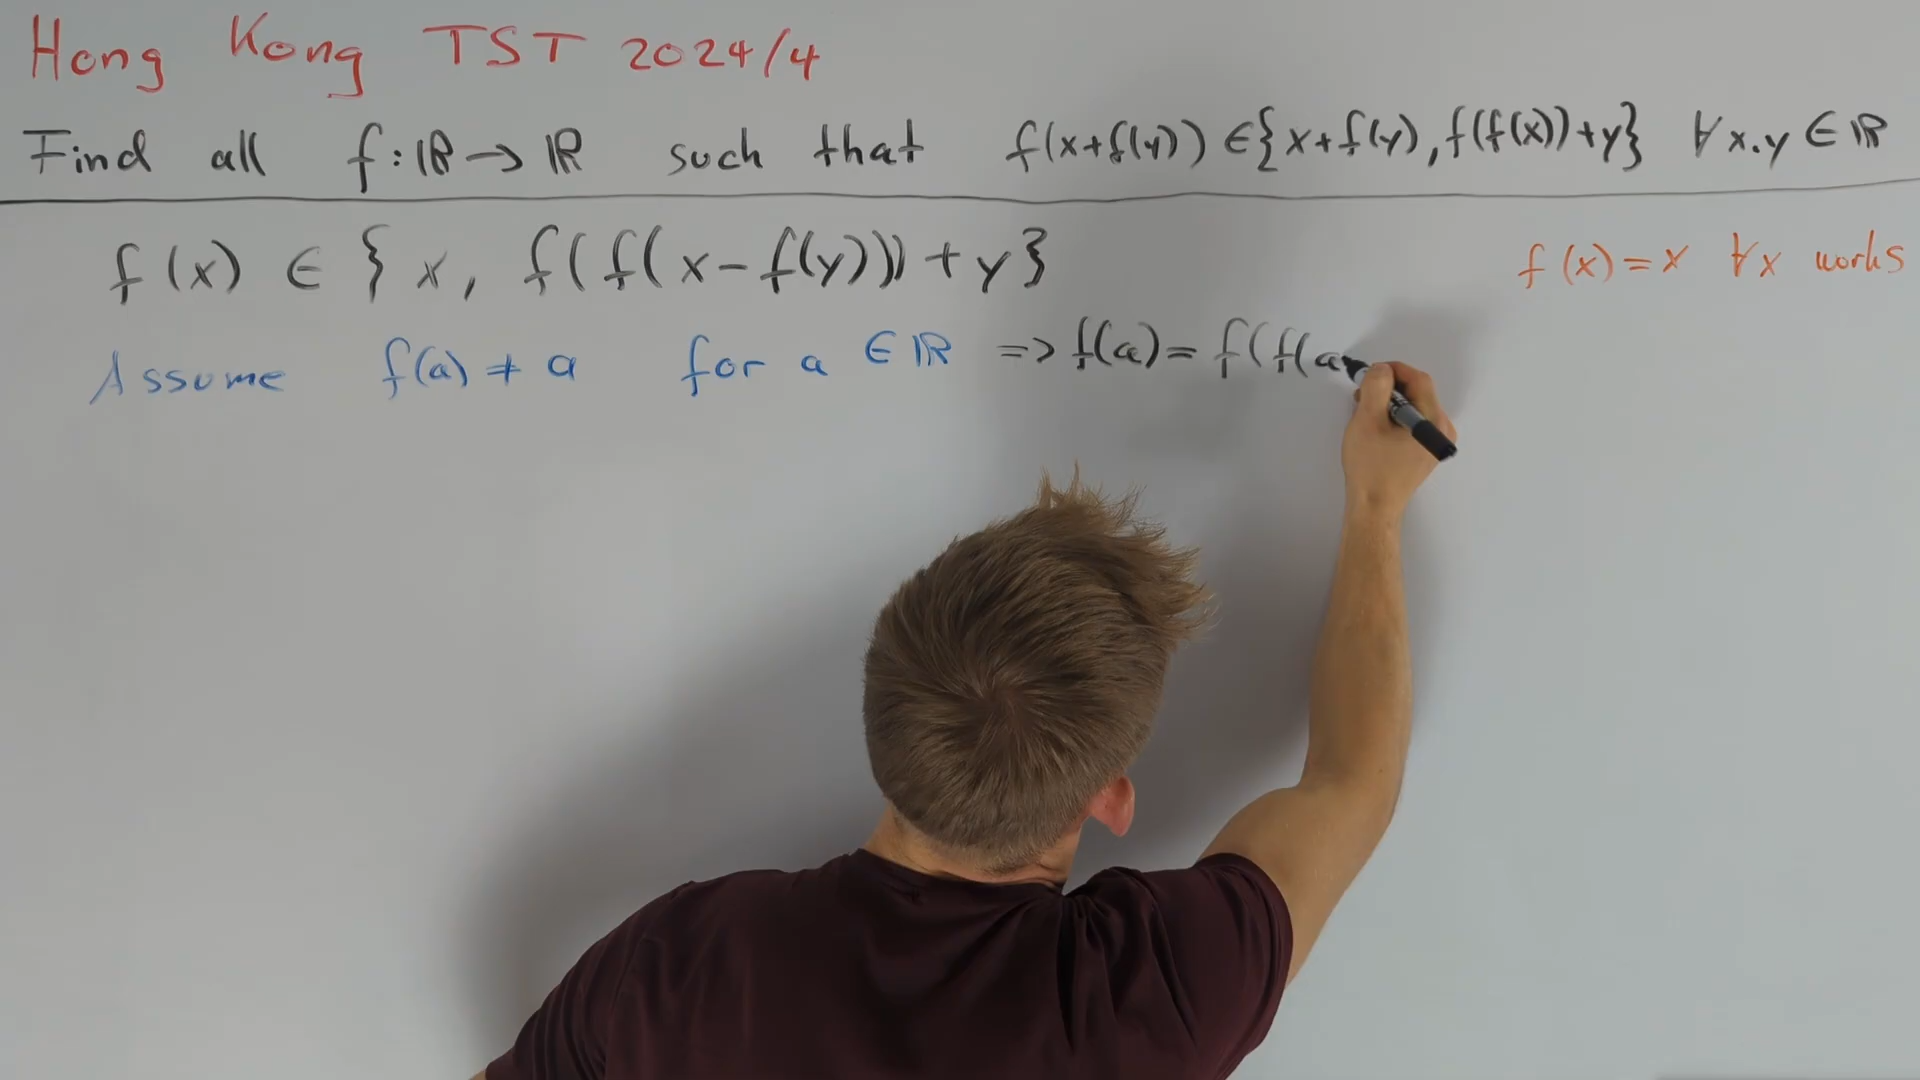 Hong Kong TST 2024/4
Find all f:ℝ→ℝ such that f(x+f(y)) ∈ {x+f(y), f(f(x))+y} ∀x.y ∈ ℝ
f(x) ∈ {x, f(f(x-f(y)))+y}
f(x)=x ∀x works
Assume f(a) ≠ a for a ∈ ℝ => f(a) = f(f(a